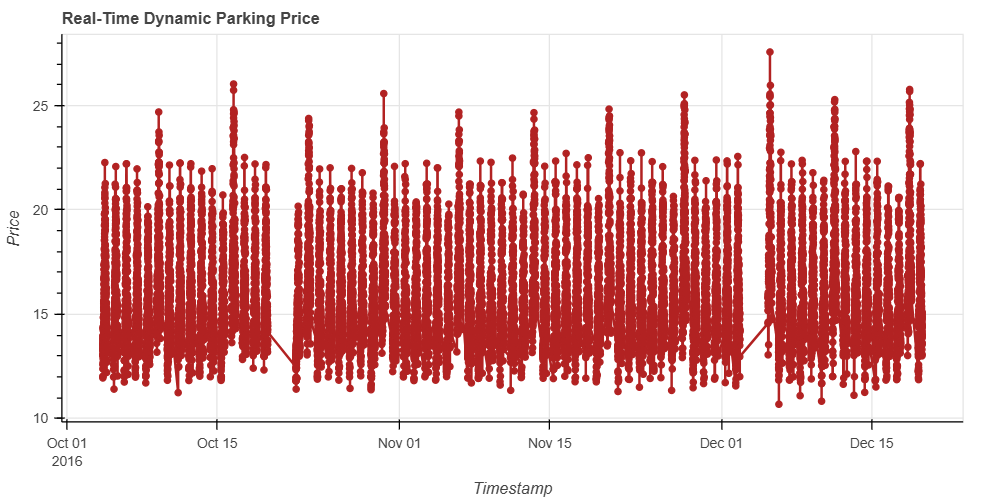 Real-Time Dynamic Parking Price
Price
25
20
15
10
Oct 01
2016
Oct 15
Nov 01
Nov 15
Dec 01
Dec 15
Timestamp